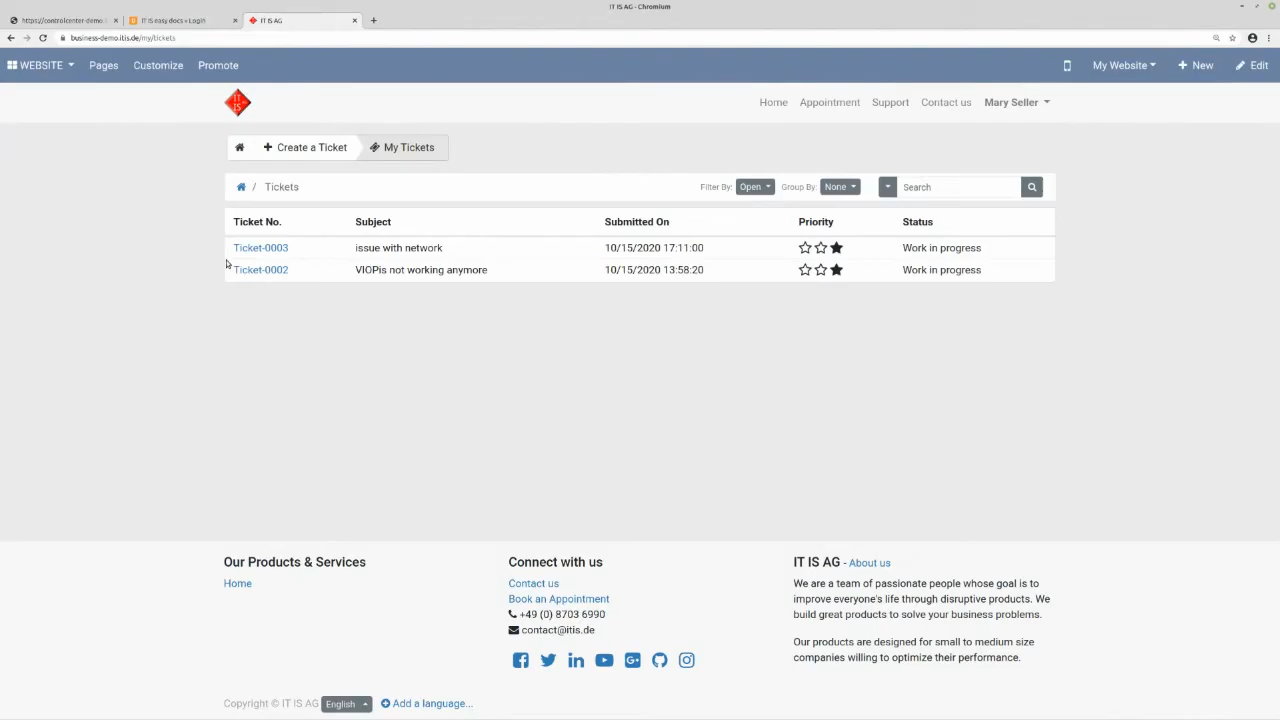 IT IS AG - Chromium
https://controlcenter-demo.
IT IS easy docs • Login
IT IS AG
business-demo.itis.de/my/tickets
WEBSITE Pages Customize Promote My Website New Edit
IT IS
Home Appointment Support Contact us Mary Seller
Create a Ticket My Tickets
/ Tickets Filter By: Open Group By: None Search
Ticket No. Subject Submitted On Priority Status
Ticket-0003 issue with network 10/15/2020 17:11:00 Work in progress
Ticket-0002 VIOPis not working anymore 10/15/2020 13:58:20 Work in progress
Our Products & Services
Home
Connect with us
Contact us
Book an Appointment
+49 (0) 8703 6990
contact@itis.de
IT IS AG - About us
We are a team of passionate people whose goal is to
improve everyone's life through disruptive products. We
build great products to solve your business problems.
Our products are designed for small to medium size
companies willing to optimize their performance.
Copyright © IT IS AG English Add a language...